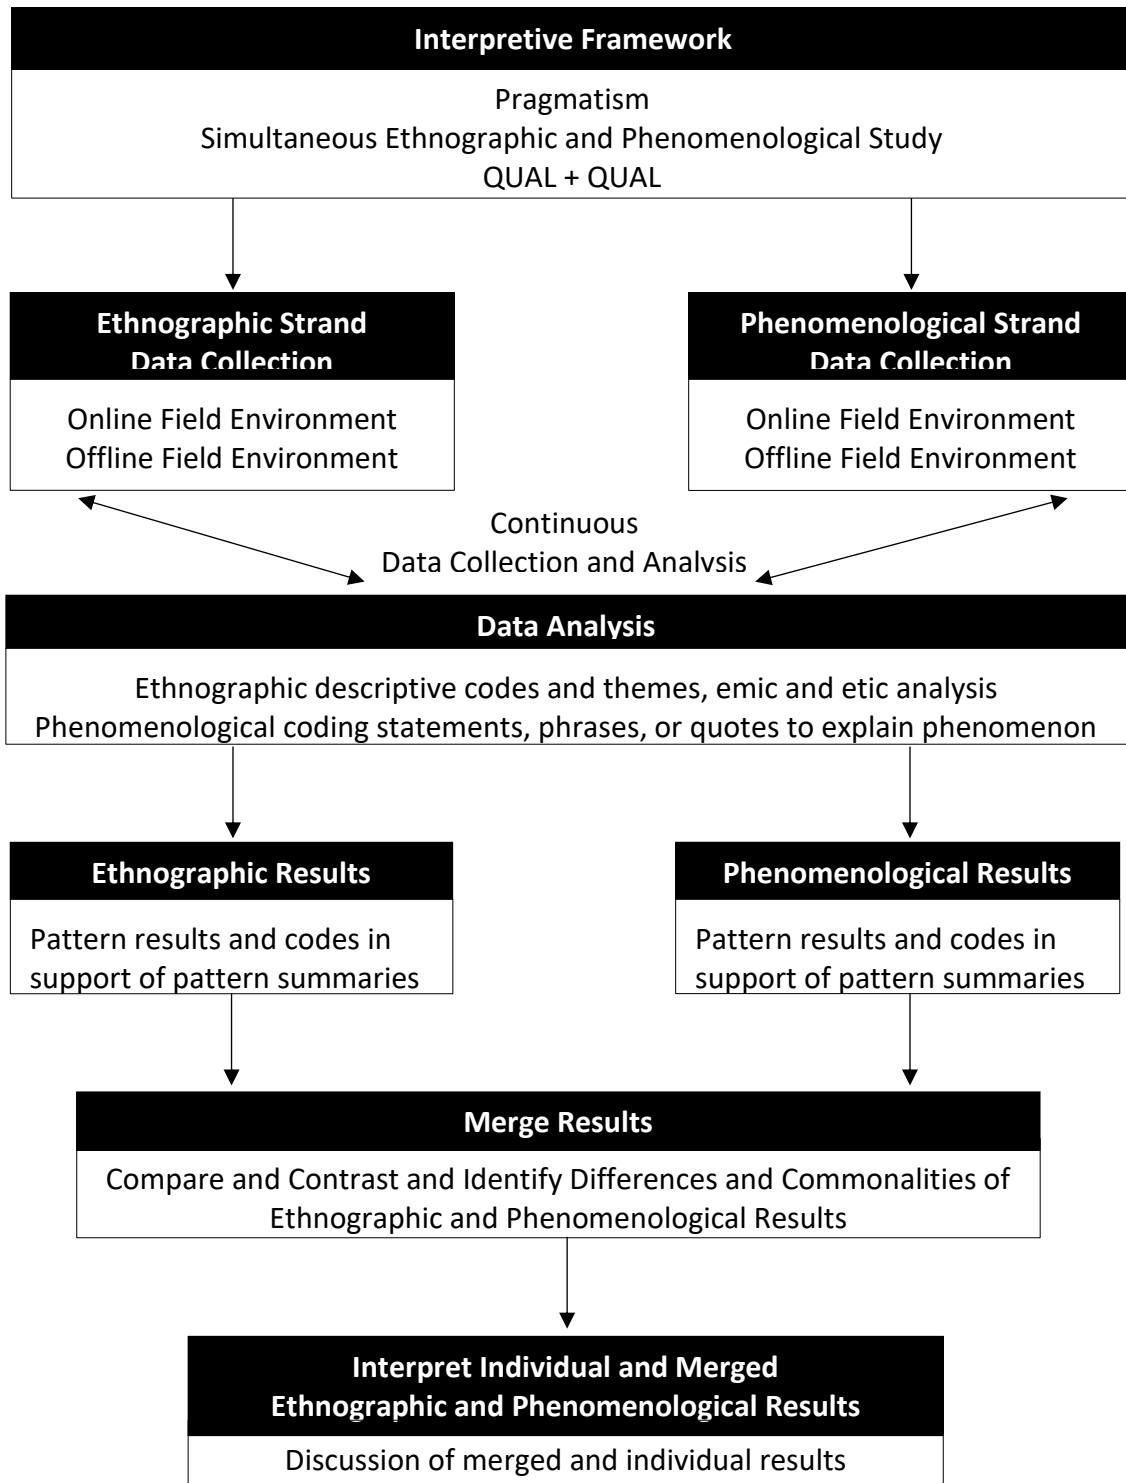 Interpretive Framework
Pragmatism
Simultaneous Ethnographic and Phenomenological Study
QUAL + QUAL
Ethnographic Strand
Data Collection
Phenomenological Strand
Data Collection
Online Field Environment
Offline Field Environment
Online Field Environment
Offline Field Environment
Continuous
Data Collection and Analysis
Data Analysis
Ethnographic descriptive codes and themes, emic and etic analysis
Phenomenological coding statements, phrases, or quotes to explain phenomenon
Ethnographic Results
Pattern results and codes in
support of pattern summaries
Phenomenological Results
Pattern results and codes in
support of pattern summaries
Merge Results
Compare and Contrast and Identify Differences and Commonalities of
Ethnographic and Phenomenological Results
Interpret Individual and Merged
Ethnographic and Phenomenological Results
Discussion of merged and individual results